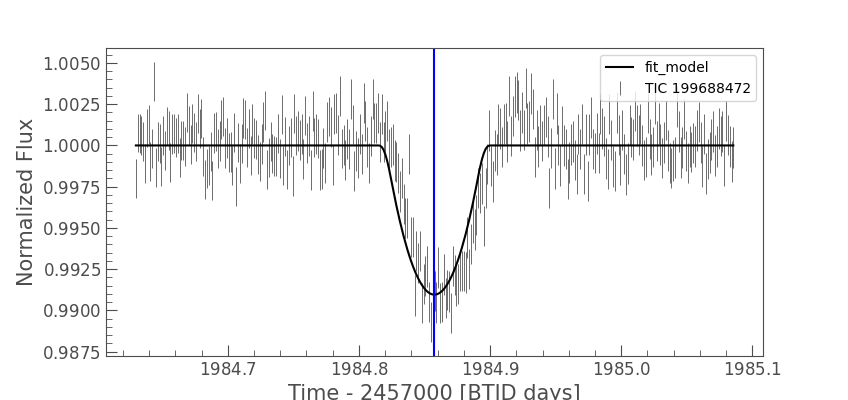 1.0050
1.0025
1.0000
0.9975
0.9950
0.9925
0.9900
0.9875
Normalized Flux
fit_model
TIC 199688472
1984.7 1984.8 1984.9 1985.0 1985.1
Time - 2457000 [BTJD days]